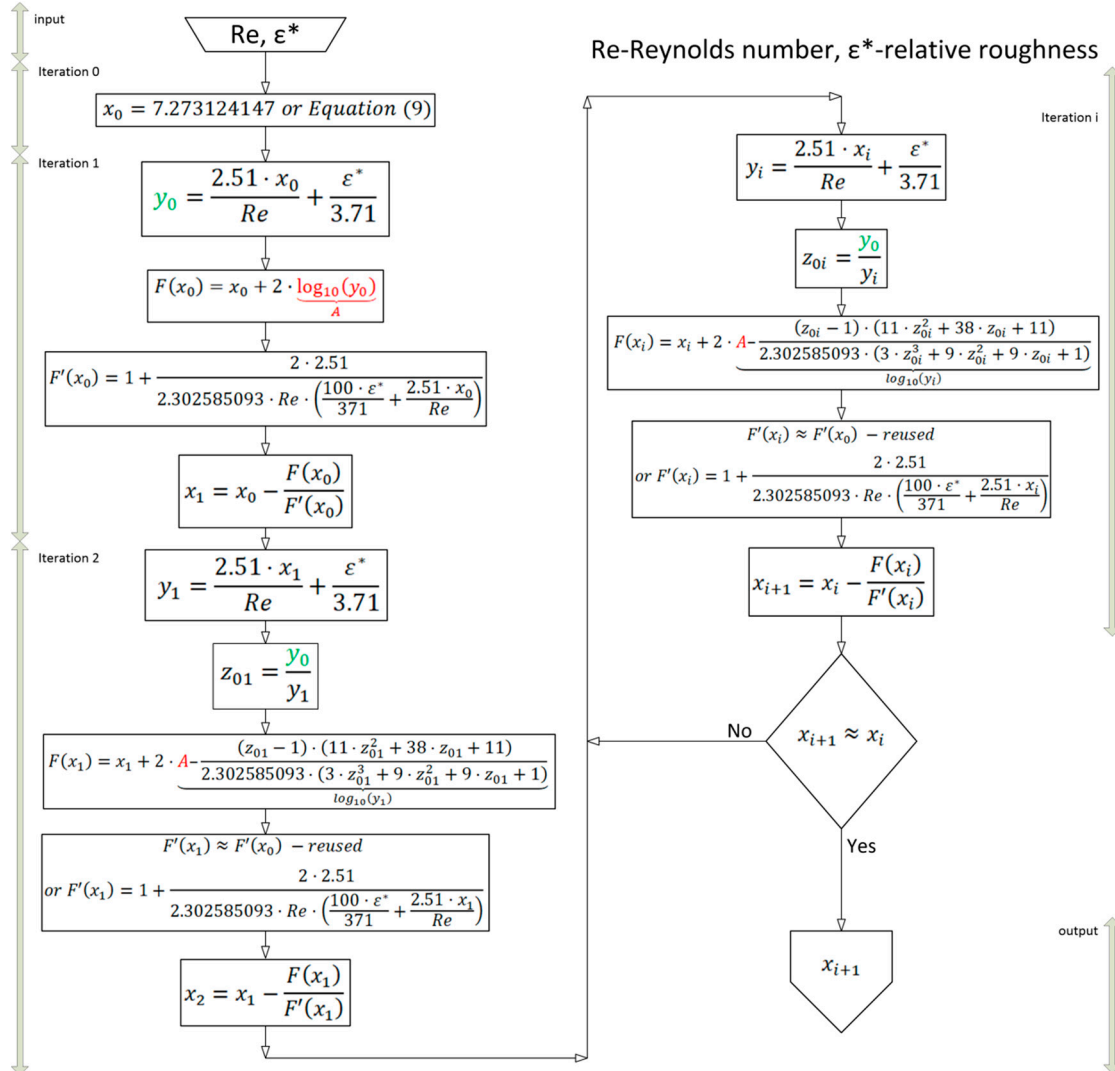 input
Re, ε*
Re-Reynolds number, ε*-relative roughness
Iteration 0
x₀ = 7.273124147 or Equation (9)
Iteration 1
y₀ = (2.51 · x₀)/Re + ε*/3.71
F(x₀) = x₀ + 2 · log₁₀(y₀)
A
F′(x₀) = 1 + (2 · 2.51)/(2.302585093 · Re · ((100 · ε*)/371 + (2.51 · x₀)/Re))
x₁ = x₀ − F(x₀)/F′(x₀)
Iteration 2
y₁ = (2.51 · x₁)/Re + ε*/3.71
z₀₁ = y₀/y₁
F(x₁) = x₁ + 2 · A − ((z₀₁ − 1) · (11 · z₀₁² + 38 · z₀₁ + 11))/(2.302585093 · (3 · z₀₁³ + 9 · z₀₁² + 9 · z₀₁ + 1))
log₁₀(y₁)
F′(x₁) ≈ F′(x₀) − reused
or F′(x₁) = 1 + (2 · 2.51)/(2.302585093 · Re · ((100 · ε*)/371 + (2.51 · x₁)/Re))
x₂ = x₁ − F(x₁)/F′(x₁)
Iteration i
yᵢ = (2.51 · xᵢ)/Re + ε*/3.71
z₀ᵢ = y₀/yᵢ
F(xᵢ) = xᵢ + 2 · A − ((z₀ᵢ − 1) · (11 · z₀ᵢ² + 38 · z₀ᵢ + 11))/(2.302585093 · (3 · z₀ᵢ³ + 9 · z₀ᵢ² + 9 · z₀ᵢ + 1))
log₁₀(yᵢ)
F′(xᵢ) ≈ F′(x₀) − reused
or F′(xᵢ) = 1 + (2 · 2.51)/(2.302585093 · Re · ((100 · ε*)/371 + (2.51 · xᵢ)/Re))
xᵢ₊₁ = xᵢ − F(xᵢ)/F′(xᵢ)
xᵢ₊₁ ≈ xᵢ
No
Yes
output
xᵢ₊₁